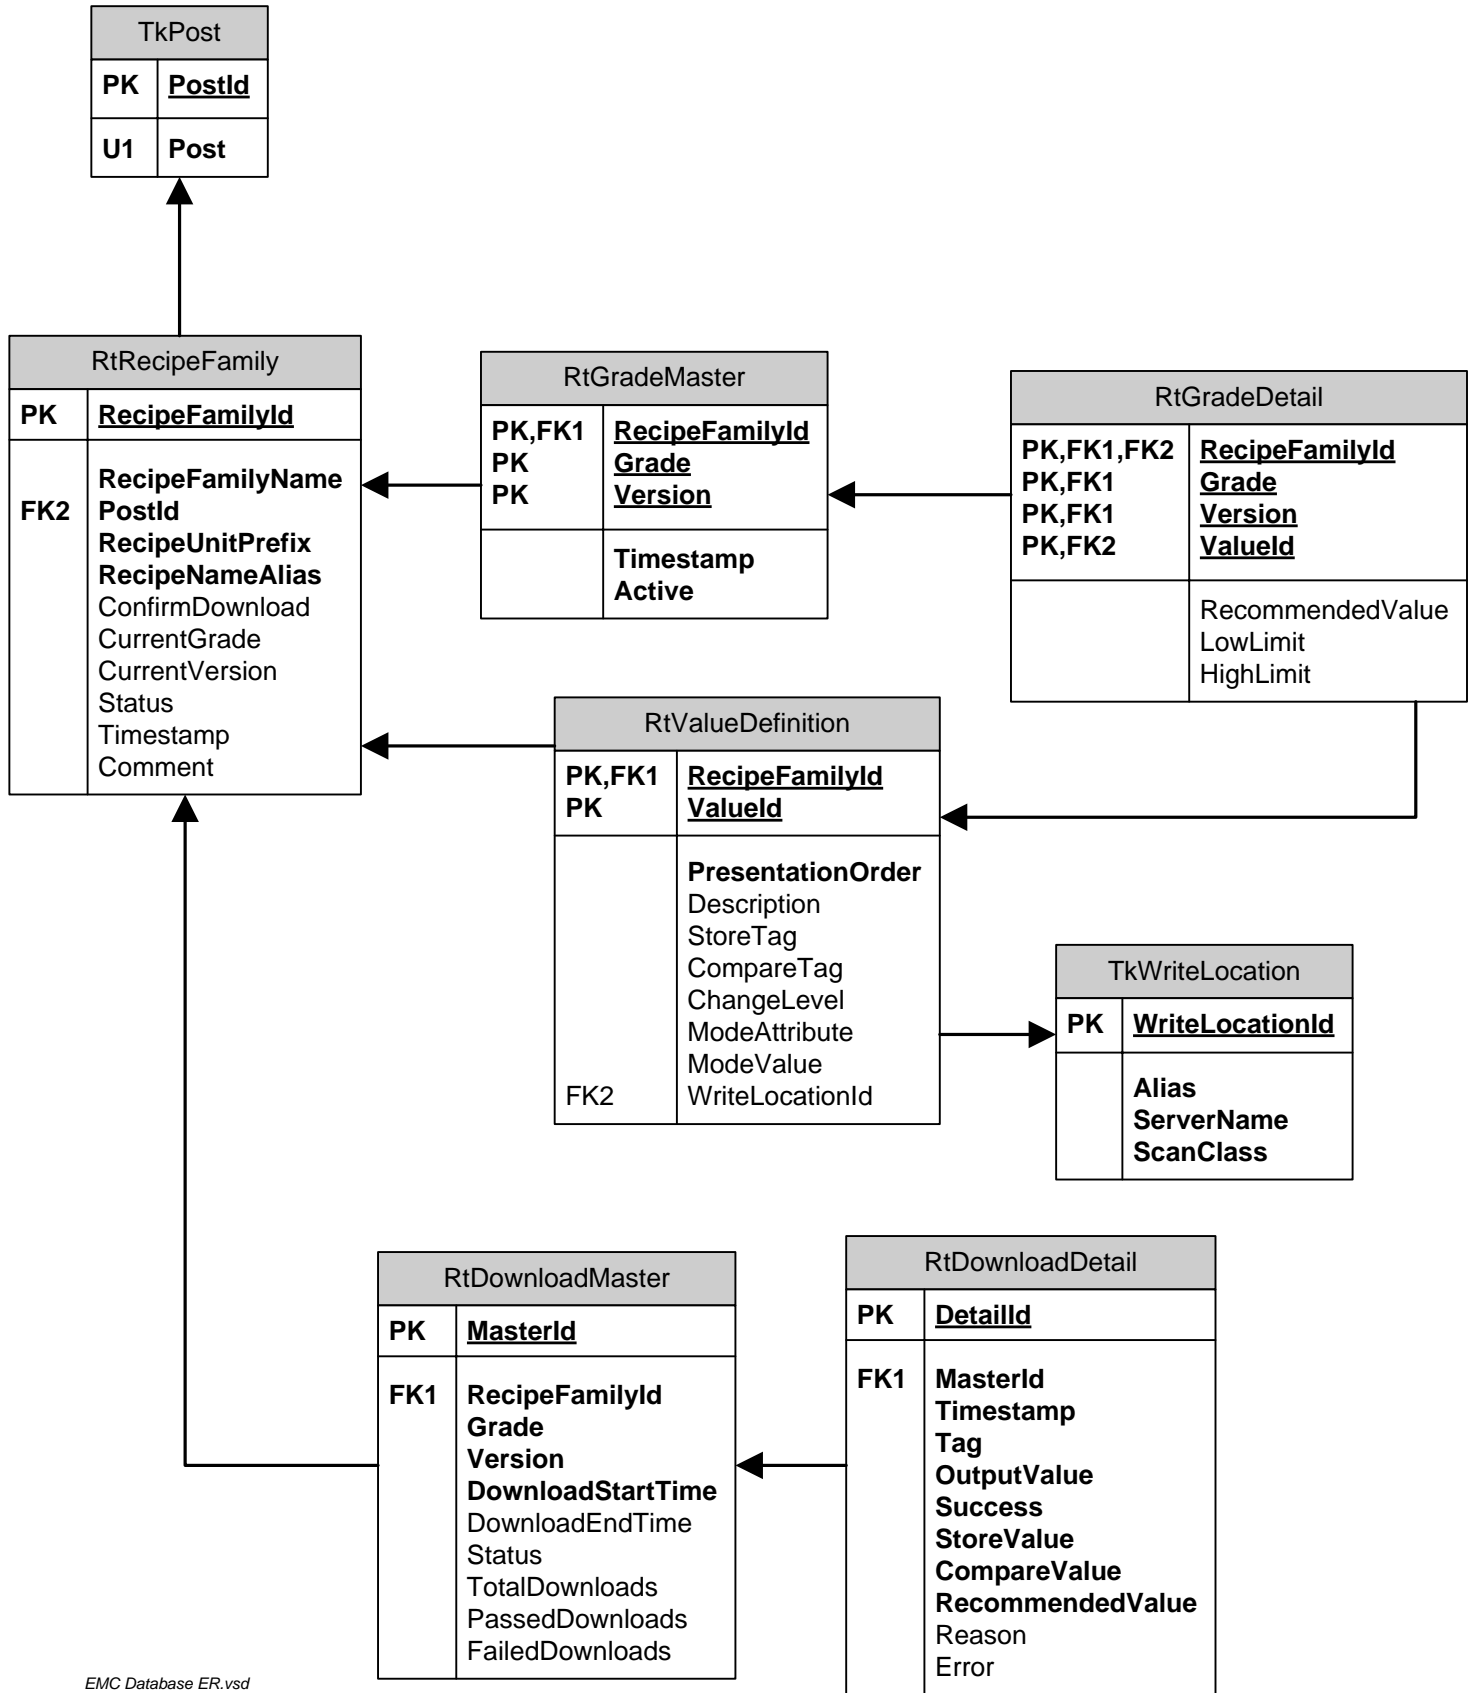 TkPost
PK PostId
U1 Post
RtRecipeFamily
PK RecipeFamilyId
RecipeFamilyName
FK2 PostId
RecipeUnitPrefix
RecipeNameAlias
ConfirmDownload
CurrentGrade
CurrentVersion
Status
Timestamp
Comment
RtGradeMaster
PK,FK1 RecipeFamilyId
PK Grade
PK Version
Timestamp
Active
RtGradeDetail
PK,FK1,FK2 RecipeFamilyId
PK,FK1 Grade
PK,FK1 Version
PK,FK2 ValueId
RecommendedValue
LowLimit
HighLimit
RtValueDefinition
PK,FK1 RecipeFamilyId
PK ValueId
PresentationOrder
Description
StoreTag
CompareTag
ChangeLevel
ModeAttribute
ModeValue
FK2 WriteLocationId
TkWriteLocation
PK WriteLocationId
Alias
ServerName
ScanClass
RtDownloadMaster
PK MasterId
FK1 RecipeFamilyId
Grade
Version
DownloadStartTime
DownloadEndTime
Status
TotalDownloads
PassedDownloads
FailedDownloads
RtDownloadDetail
PK DetailId
FK1 MasterId
Timestamp
Tag
OutputValue
Success
StoreValue
CompareValue
RecommendedValue
Reason
Error
EMC Database ER.vsd